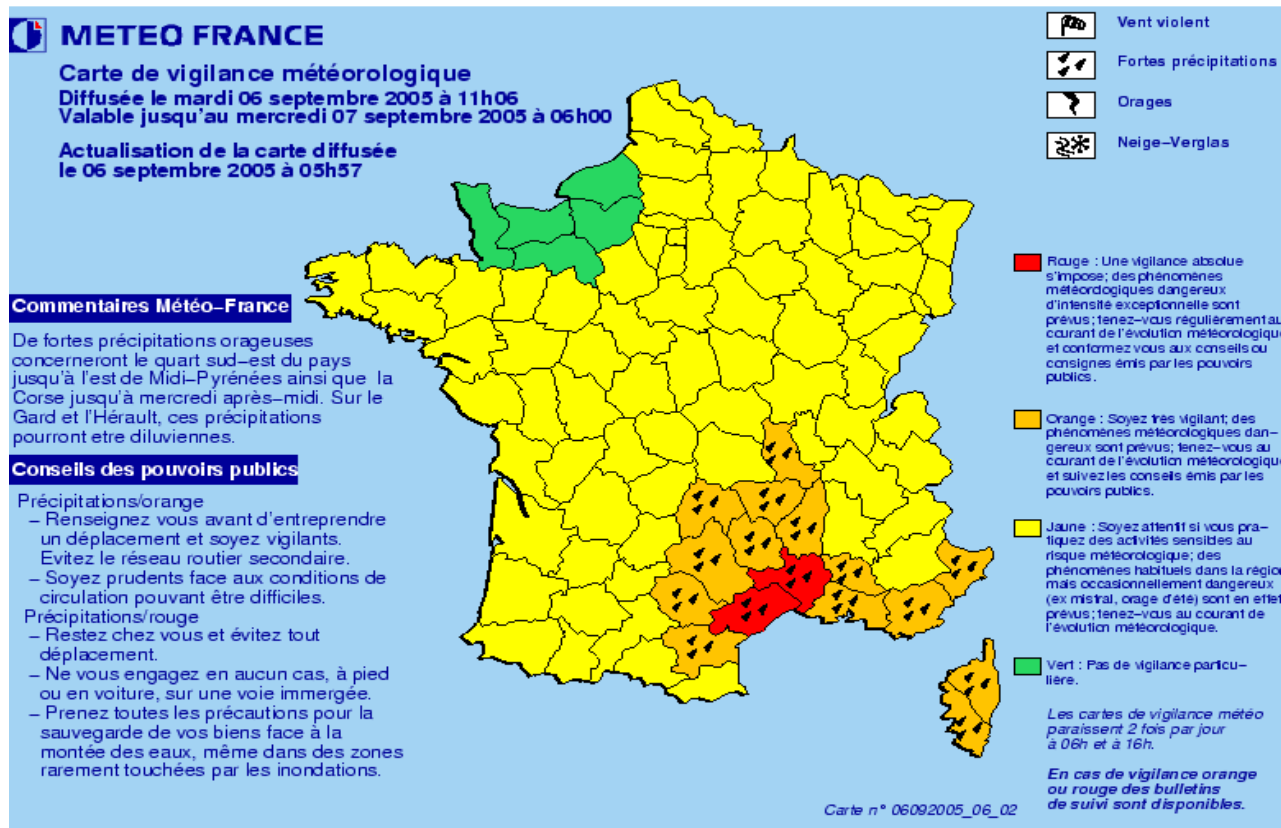 METEO FRANCE
Carte de vigilance météorologique
Diffusée le mardi 06 septembre 2005 à 11h06
Valable jusqu'au mercredi 07 septembre 2005 à 06h00
Actualisation de la carte diffusée
le 06 septembre 2005 à 05h57
Commentaires Météo–France
De fortes précipitations orageuses
concerneront le quart sud–est du pays
jusqu'à l'est de Midi–Pyrénées ainsi que la
Corse jusqu'à mercredi après–midi. Sur le
Gard et l'Hérault, ces précipitations
pourront etre diluviennes.
Conseils des pouvoirs publics
Précipitations/orange
– Renseignez vous avant d'entreprendre
un déplacement et soyez vigilants.
Evitez le réseau routier secondaire.
– Soyez prudents face aux conditions de
circulation pouvant être difficiles.
Précipitations/rouge
– Restez chez vous et évitez tout
déplacement.
– Ne vous engagez en aucun cas, à pied
ou en voiture, sur une voie immergée.
– Prenez toutes les précautions pour la
sauvegarde de vos biens face à la
montée des eaux, même dans des zones
rarement touchées par les inondations.
Vent violent
Fortes précipitations
Orages
Neige–Verglas
Rouge : Une vigilance absolue
s'impose; des phénomènes
météorologiques dangereux
d'intensité exceptionnelle sont
prévus; tenez–vous régulièrement au
courant de l'évolution météorologique
et conformez vous aux conseils ou
consignes émis par les pouvoirs
publics.
Orange : Soyez très vigilant; des
phénomènes météorologiques dan–
gereux sont prévus; tenez–vous au
courant de l'évolution météorologique
et suivez les conseils émis par les
pouvoirs publics.
Jaune : Soyez attentif si vous pra–
tiquez des activités sensibles au
risque météorologique; des
phénomènes habituels dans la région
mais occasionnellement dangereux
(ex mistral, orage d'été) sont en effet
prévus; tenez–vous au courant de
l'évolution météorologique.
Vert : Pas de vigilance particu–
lière.
Les cartes de vigilance météo
paraissent 2 fois par jour
à 06h et à 16h.
En cas de vigilance orange
ou rouge des bulletins
de suivi sont disponibles.
Carte n° 06092005_06_02